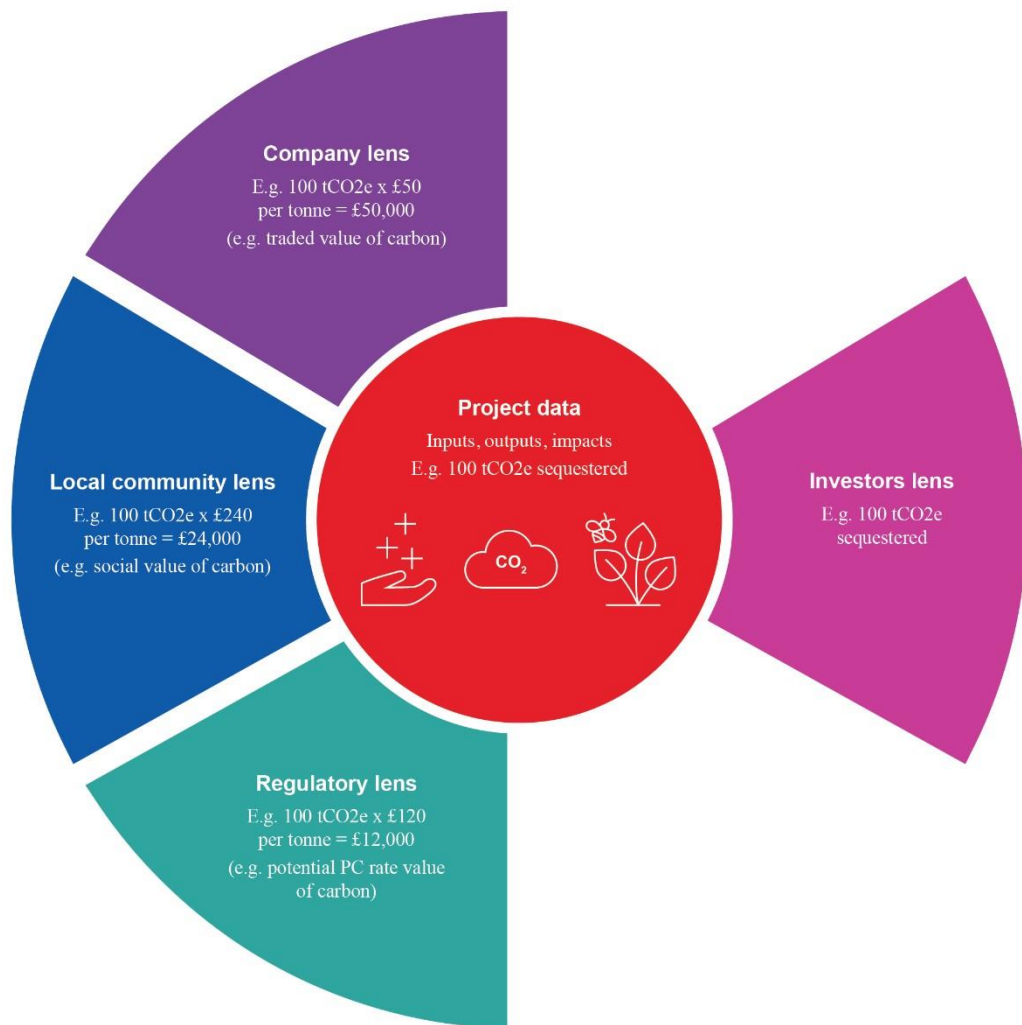 Company lens
E.g. 100 tCO2e x £50
per tonne = £50,000
(e.g. traded value of carbon)
Project data
Inputs, outputs, impacts
E.g. 100 tCO2e sequestered
CO2
Local community lens
E.g. 100 tCO2e x £240
per tonne = £24,000
(e.g. social value of carbon)
Investors lens
E.g. 100 tCO2e
sequestered
Regulatory lens
E.g. 100 tCO2e x £120
per tonne = £12,000
(e.g. potential PC rate value
of carbon)